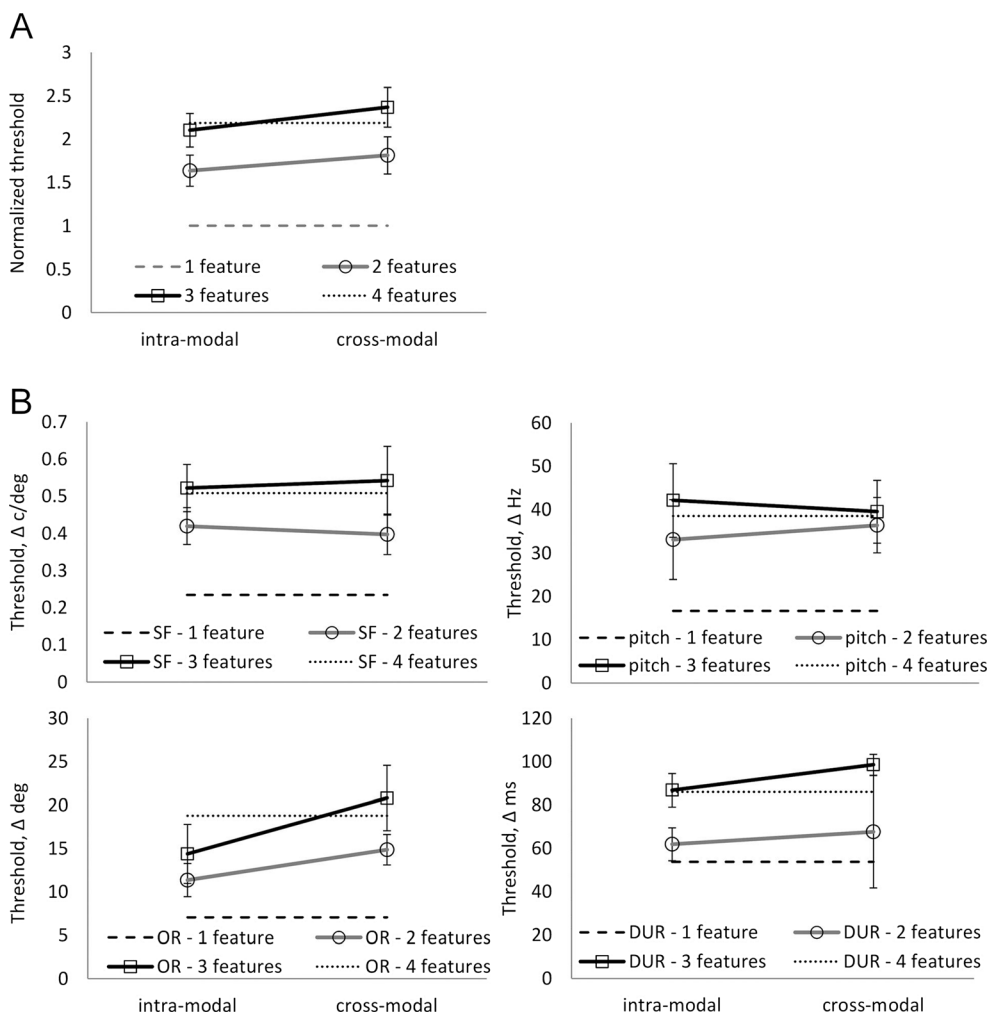 A
Normalized threshold
3
2.5
2
1.5
1
0.5
0
1 feature
2 features
3 features
4 features
intra-modal
cross-modal
B
Threshold, Δ c/deg
0.7
0.6
0.5
0.4
0.3
0.2
0.1
0
SF - 1 feature
SF - 2 features
SF - 3 features
SF - 4 features
Threshold, Δ Hz
60
50
40
30
20
10
0
pitch - 1 feature
pitch - 2 features
pitch - 3 features
pitch - 4 features
Threshold, Δ deg
30
25
20
15
10
5
0
OR - 1 feature
OR - 2 features
OR - 3 features
OR - 4 features
intra-modal
cross-modal
Threshold, Δ ms
120
100
80
60
40
20
0
DUR - 1 feature
DUR - 2 features
DUR - 3 features
DUR - 4 features
intra-modal
cross-modal